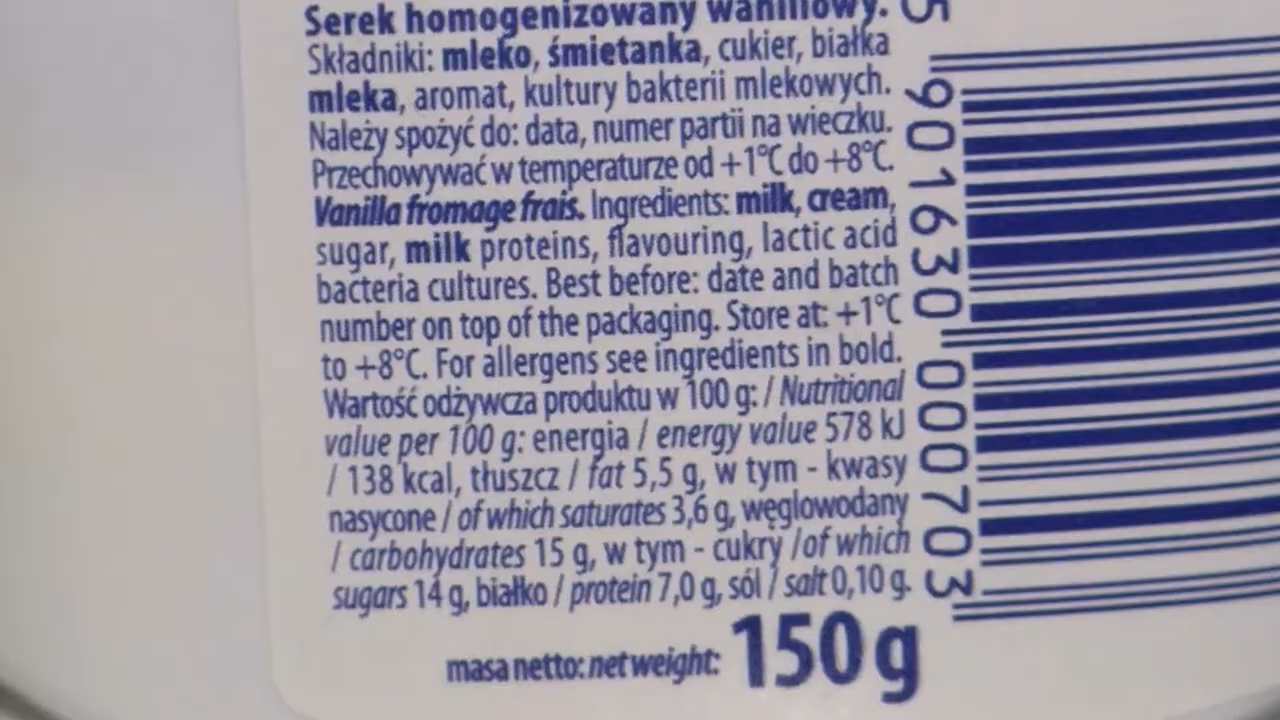 Serek homogenizowany waniliowy.
Składniki: mleko, śmietanka, cukier, białka
mleka, aromat, kultury bakterii mlekowych.
Należy spożyć do: data, numer partii na wieczku.
Przechowywać w temperaturze od +1°C do +8°C.
Vanilla fromage frais. Ingredients: milk, cream,
sugar, milk proteins, flavouring, lactic acid
bacteria cultures. Best before: date and batch
number on top of the packaging. Store at: +1°C
to +8°C. For allergens see ingredients in bold.
Wartość odżywcza produktu w 100 g: / Nutritional
value per 100 g: energia / energy value 578 kJ
/ 138 kcal, tłuszcz / fat 5,5 g, w tym - kwasy
nasycone / of which saturates 3,6 g, węglowodany
/ carbohydrates 15 g, w tym - cukry /of which
sugars 14 g, białko / protein 7,0 g, sól / salt 0,10 g.
masa netto: net weight: 150 g
5 901630 000703